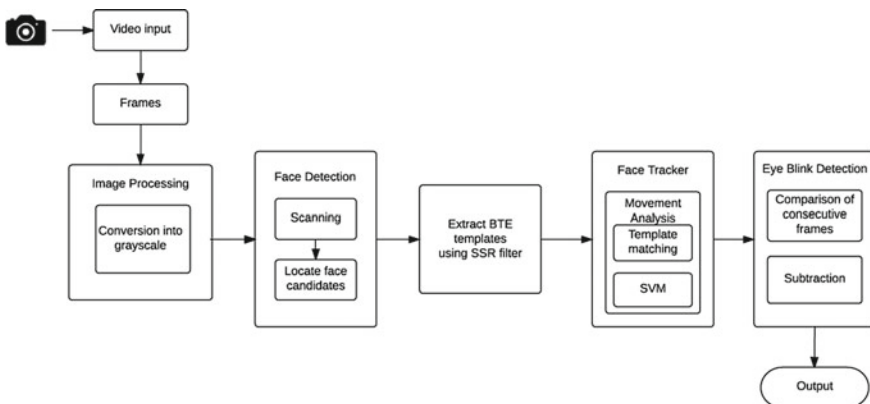 Video input
Frames
Image Processing
Conversion into
grayscale
Face Detection
Scanning
Locate face
candidates
Extract BTE
templates
using SSR filter
Face Tracker
Movement
Analysis
Template
matching
SVM
Eye Blink Detection
Comparison of
consecutive
frames
Subtraction
Output